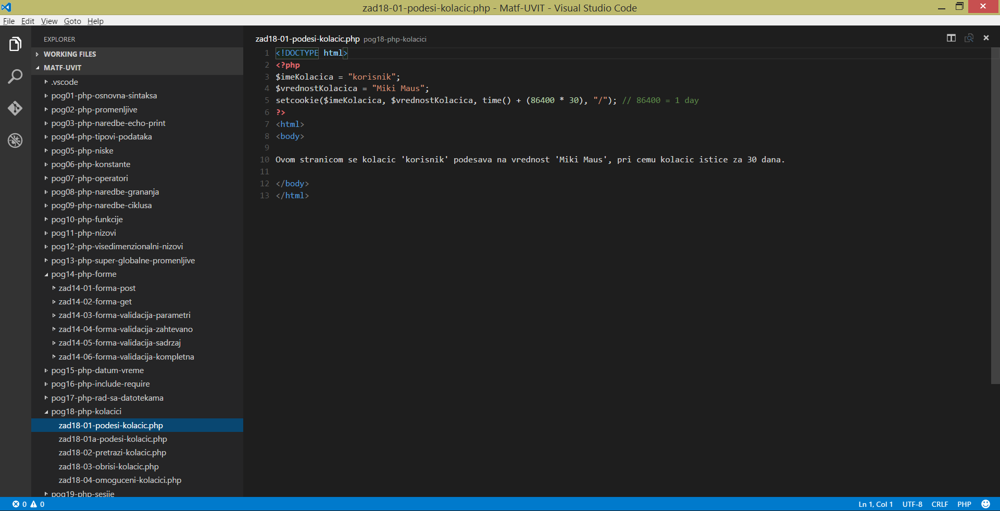 zad18-01-podesi-kolacic.php - Matf-UVIT - Visual Studio Code
File Edit View Goto Help
EXPLORER
WORKING FILES
MATF-UVIT
.vscode
pog01-php-osnovna-sintaksa
pog02-php-promenljive
pog03-php-naredbe-echo-print
pog04-php-tipovi-podataka
pog05-php-niske
pog06-php-konstante
pog07-php-operatori
pog08-php-naredbe-grananja
pog09-php-naredbe-ciklusa
pog10-php-funkcije
pog11-php-nizovi
pog12-php-visedimenzionalni-nizovi
pog13-php-super-globalne-promenljive
pog14-php-forme
zad14-01-forma-post
zad14-02-forma-get
zad14-03-forma-validacija-parametri
zad14-04-forma-validacija-zahtevano
zad14-05-forma-validacija-sadrzaj
zad14-06-forma-validacija-kompletna
pog15-php-datum-vreme
pog16-php-include-require
pog17-php-rad-sa-datotekama
pog18-php-kolacici
zad18-01-podesi-kolacic.php
zad18-01a-podesi-kolacic.php
zad18-02-pretrazi-kolacic.php
zad18-03-obrisi-kolacic.php
zad18-04-omoguceni-kolacici.php
pog19-php-sesije
zad18-01-podesi-kolacic.php pog18-php-kolacici
1 <!DOCTYPE html>
2 <?php
3 $imeKolacica = "korisnik";
4 $vrednostKolacica = "Miki Maus";
5 setcookie($imeKolacica, $vrednostKolacica, time() + (86400 * 30), "/"); // 86400 = 1 day
6 ?>
7 <html>
8 <body>
9
10 Ovom stranicom se kolacic 'korisnik' podesava na vrednost 'Miki Maus', pri cemu kolacic istice za 30 dana.
11
12 </body>
13 </html>
0 0
Ln 1, Col 1 UTF-8 CRLF PHP